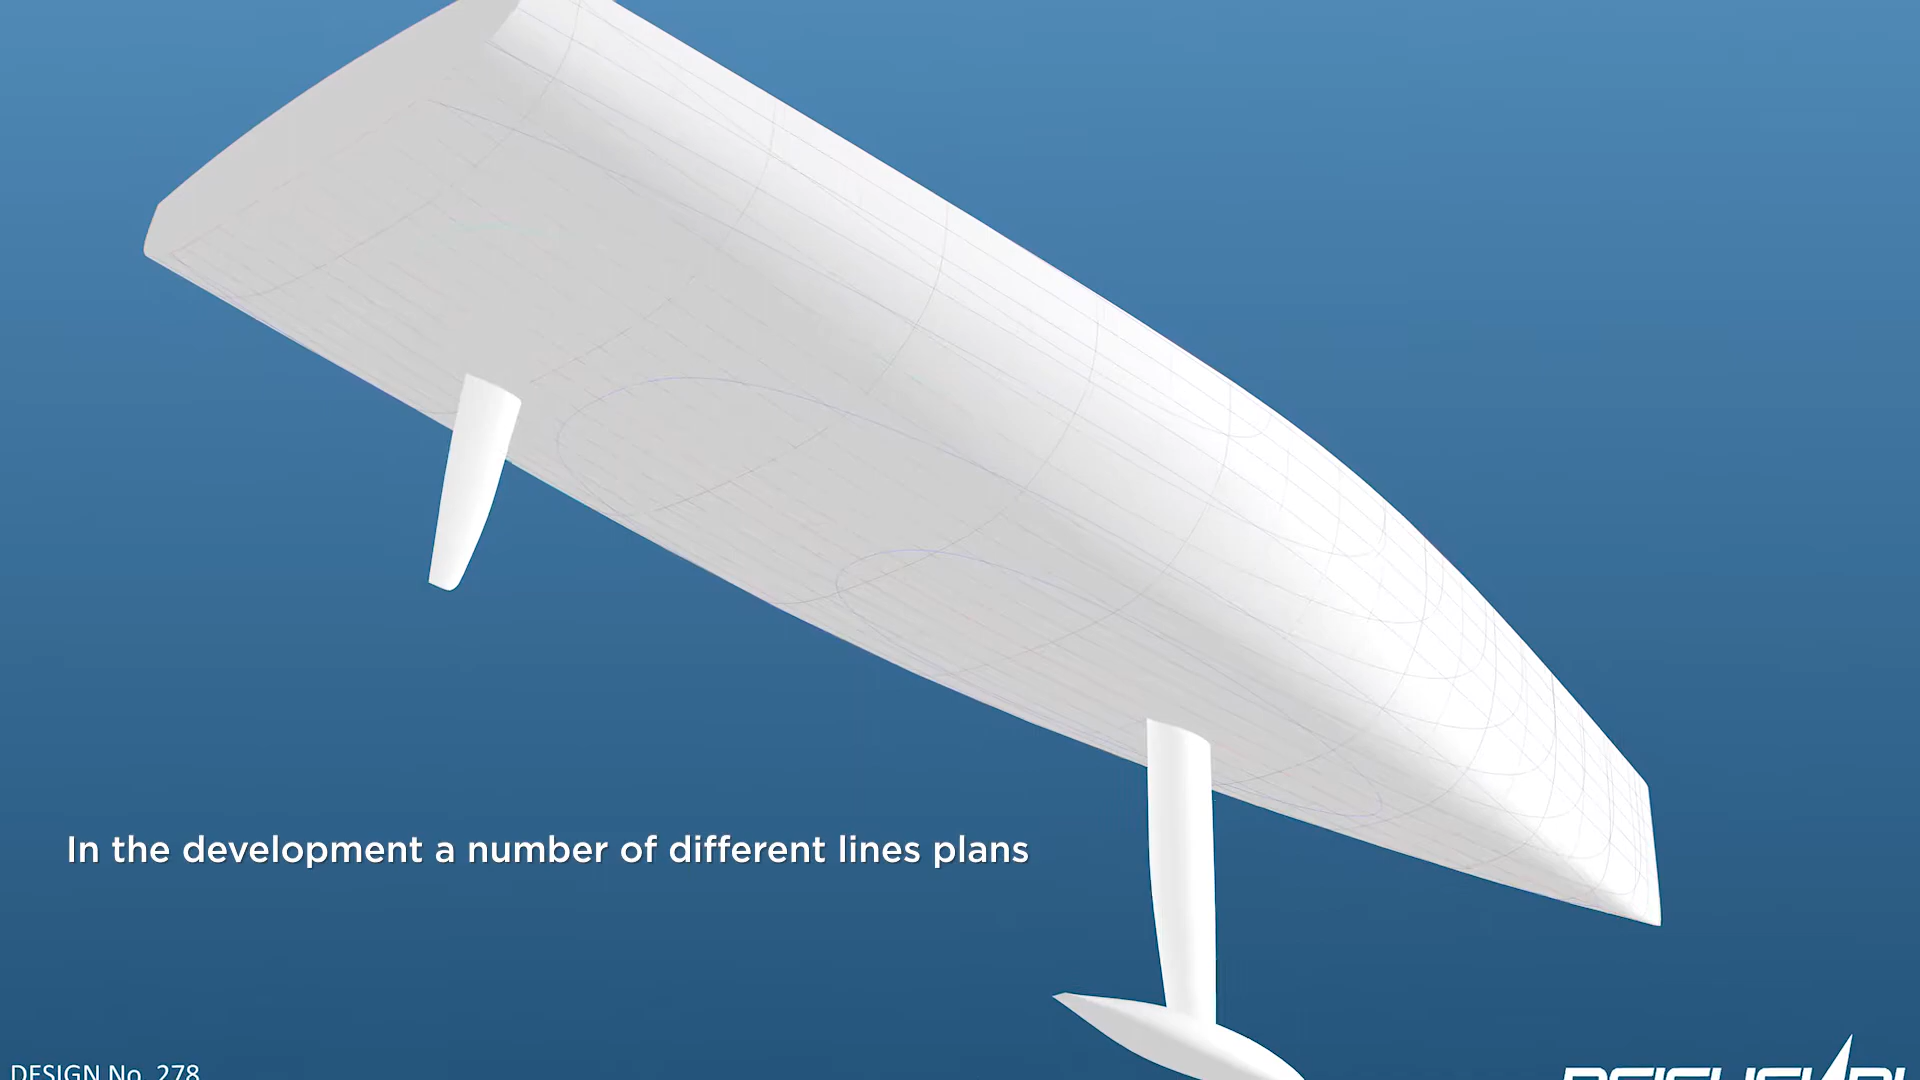 In the development a number of different lines plans
DESIGN No. 278